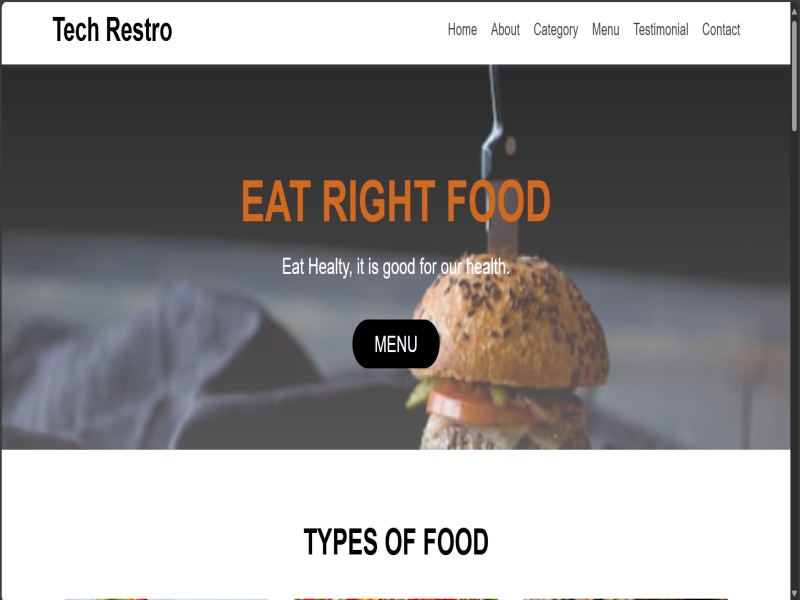 Tech Restro
Home About Category Menu Testimonial Contact
EAT RIGHT FOOD
Eat Healty, it is good for our health.
MENU
TYPES OF FOOD